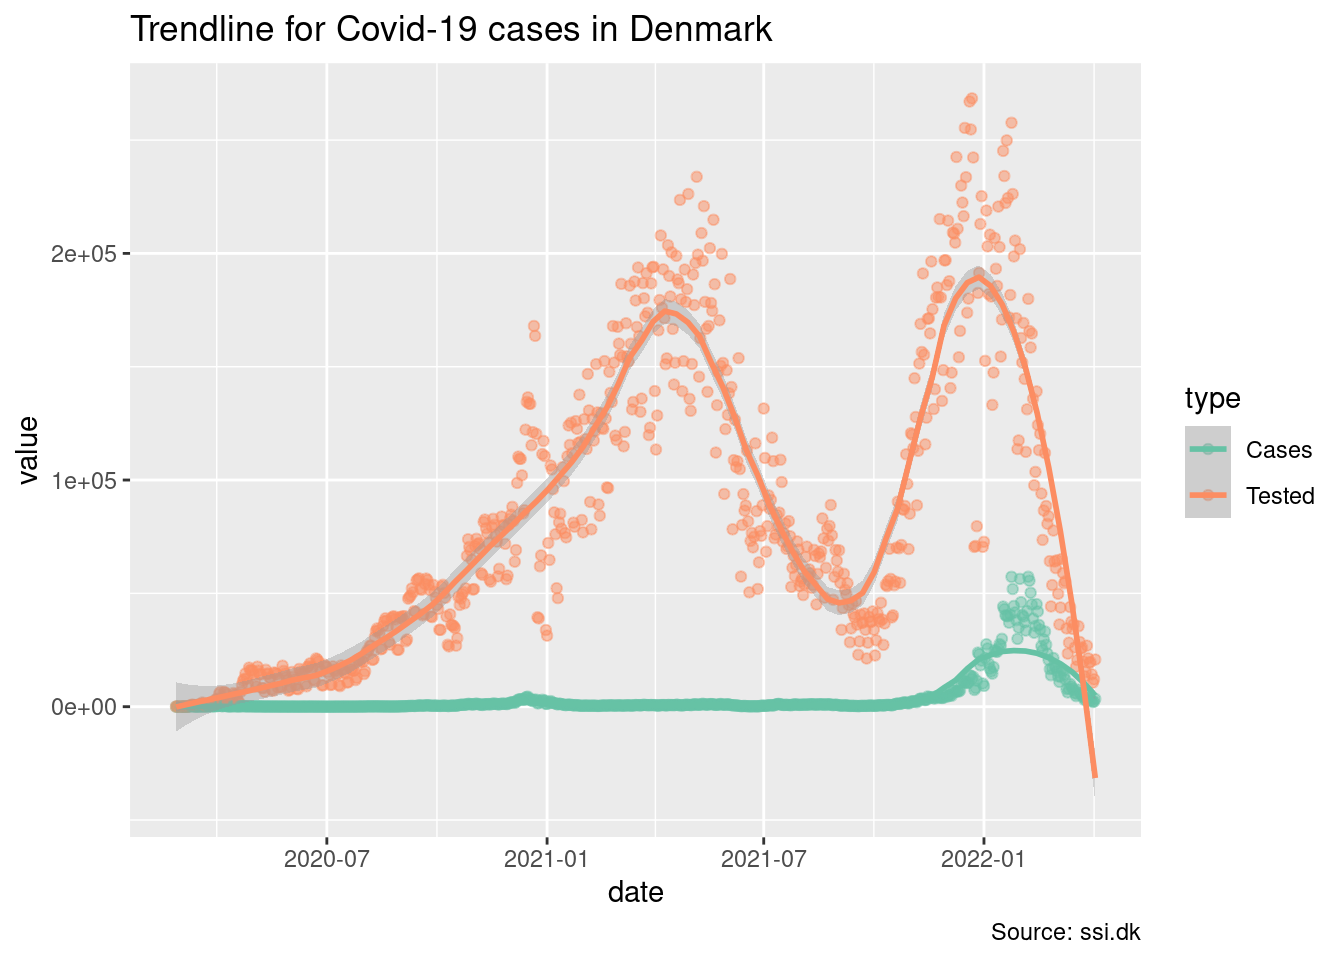 Trendline for Covid-19 cases in Denmark
value
2e+05
1e+05
0e+00
2020-07
2021-01
2021-07
2022-01
date
type
Cases
Tested
Source: ssi.dk